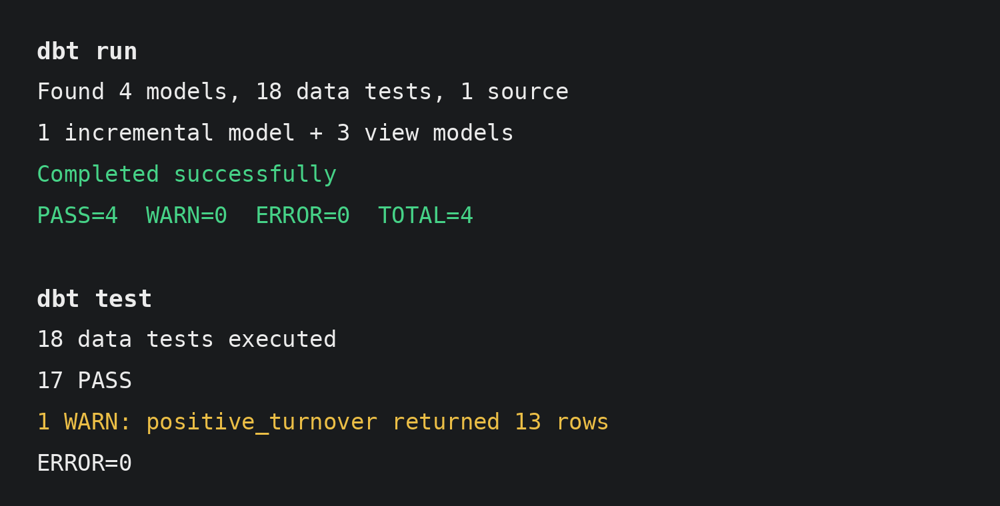 dbt run
Found 4 models, 18 data tests, 1 source
1 incremental model + 3 view models
Completed successfully
PASS=4  WARN=0  ERROR=0  TOTAL=4
dbt test
18 data tests executed
17 PASS
1 WARN: positive_turnover returned 13 rows
ERROR=0